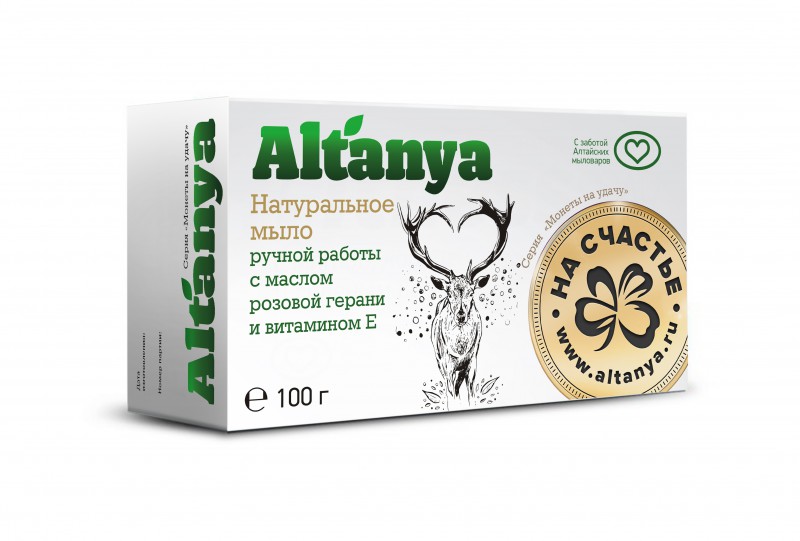 Altanya
Серия «Монеты на удачу»
Дата
изготовления:
Номер партии:
Altanya
Натуральное
мыло
ручной работы
с маслом
розовой герани
и витамином Е
℮ 100 г
С заботой
Алтайских
мыловаров
Серия «Монеты на удачу»
НА СЧАСТЬЕ
www.altanya.ru